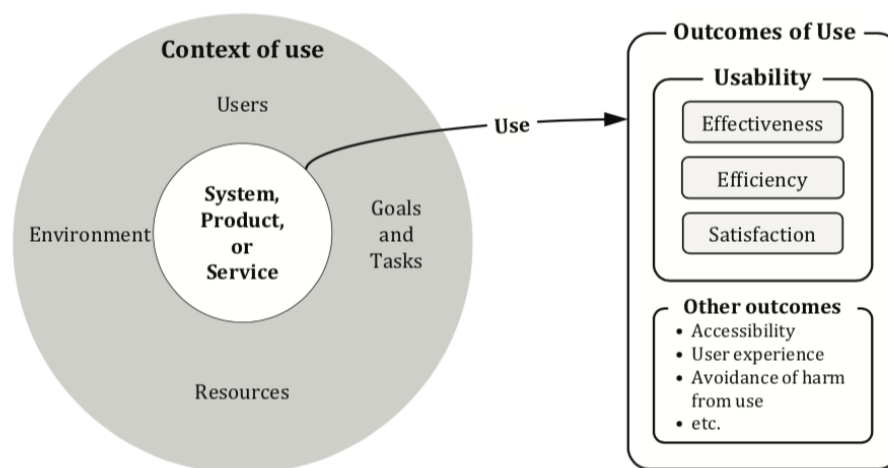 Context of use
Users
System,
Product,
or
Service
Environment
Goals
and
Tasks
Resources
Use
Outcomes of Use
Usability
Effectiveness
Efficiency
Satisfaction
Other outcomes
• Accessibility
• User experience
• Avoidance of harm
from use
• etc.